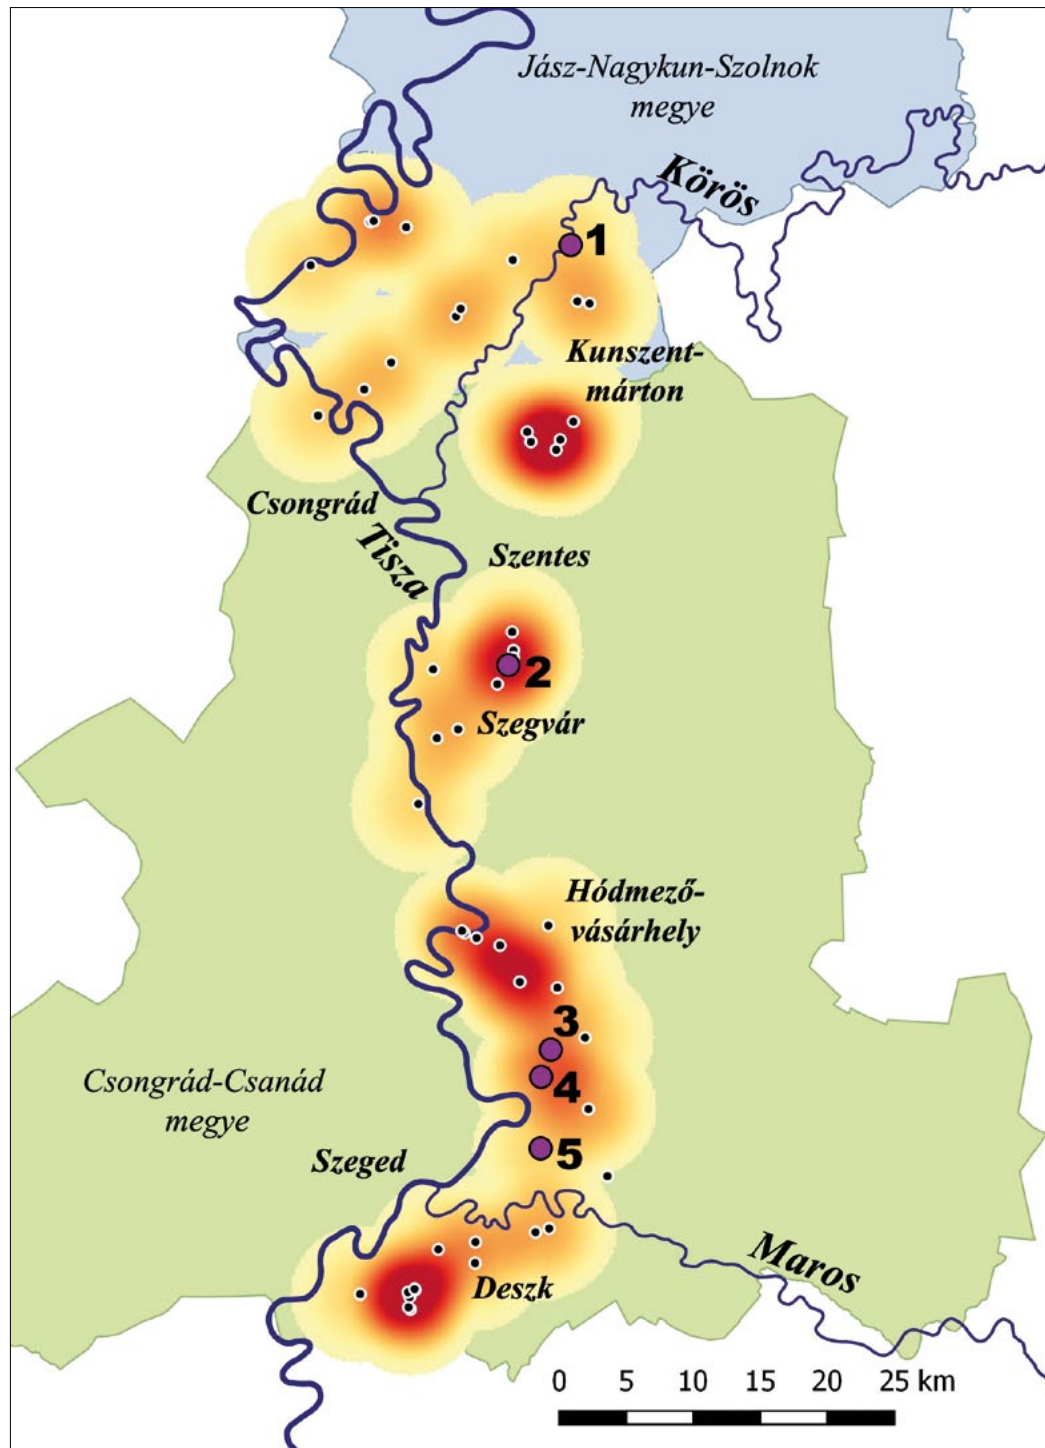 Jász-Nagykun-Szolnok
megye
Körös
1
Kunszent-
márton
Csongrád
Tisza
Szentes
2
Szegvár
Hódmező-
vásárhely
3
4
Csongrád-Csanád
megye
5
Szeged
Maros
Deszk
0 5 10 15 20 25 km